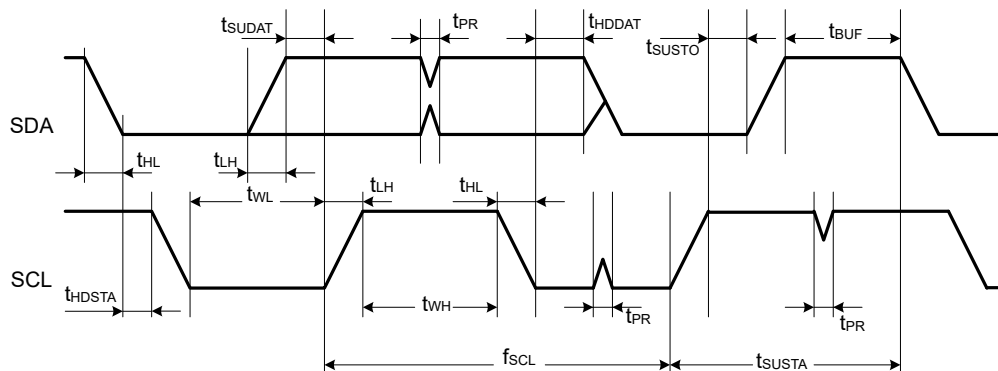 tSUDAT
tPR
tHDDAT
tSUSTO
tBUF
SDA
tHL
tLH
tWL
tLH
tHL
SCL
tHDSTA
tWH
tPR
tPR
fSCL
tSUSTA